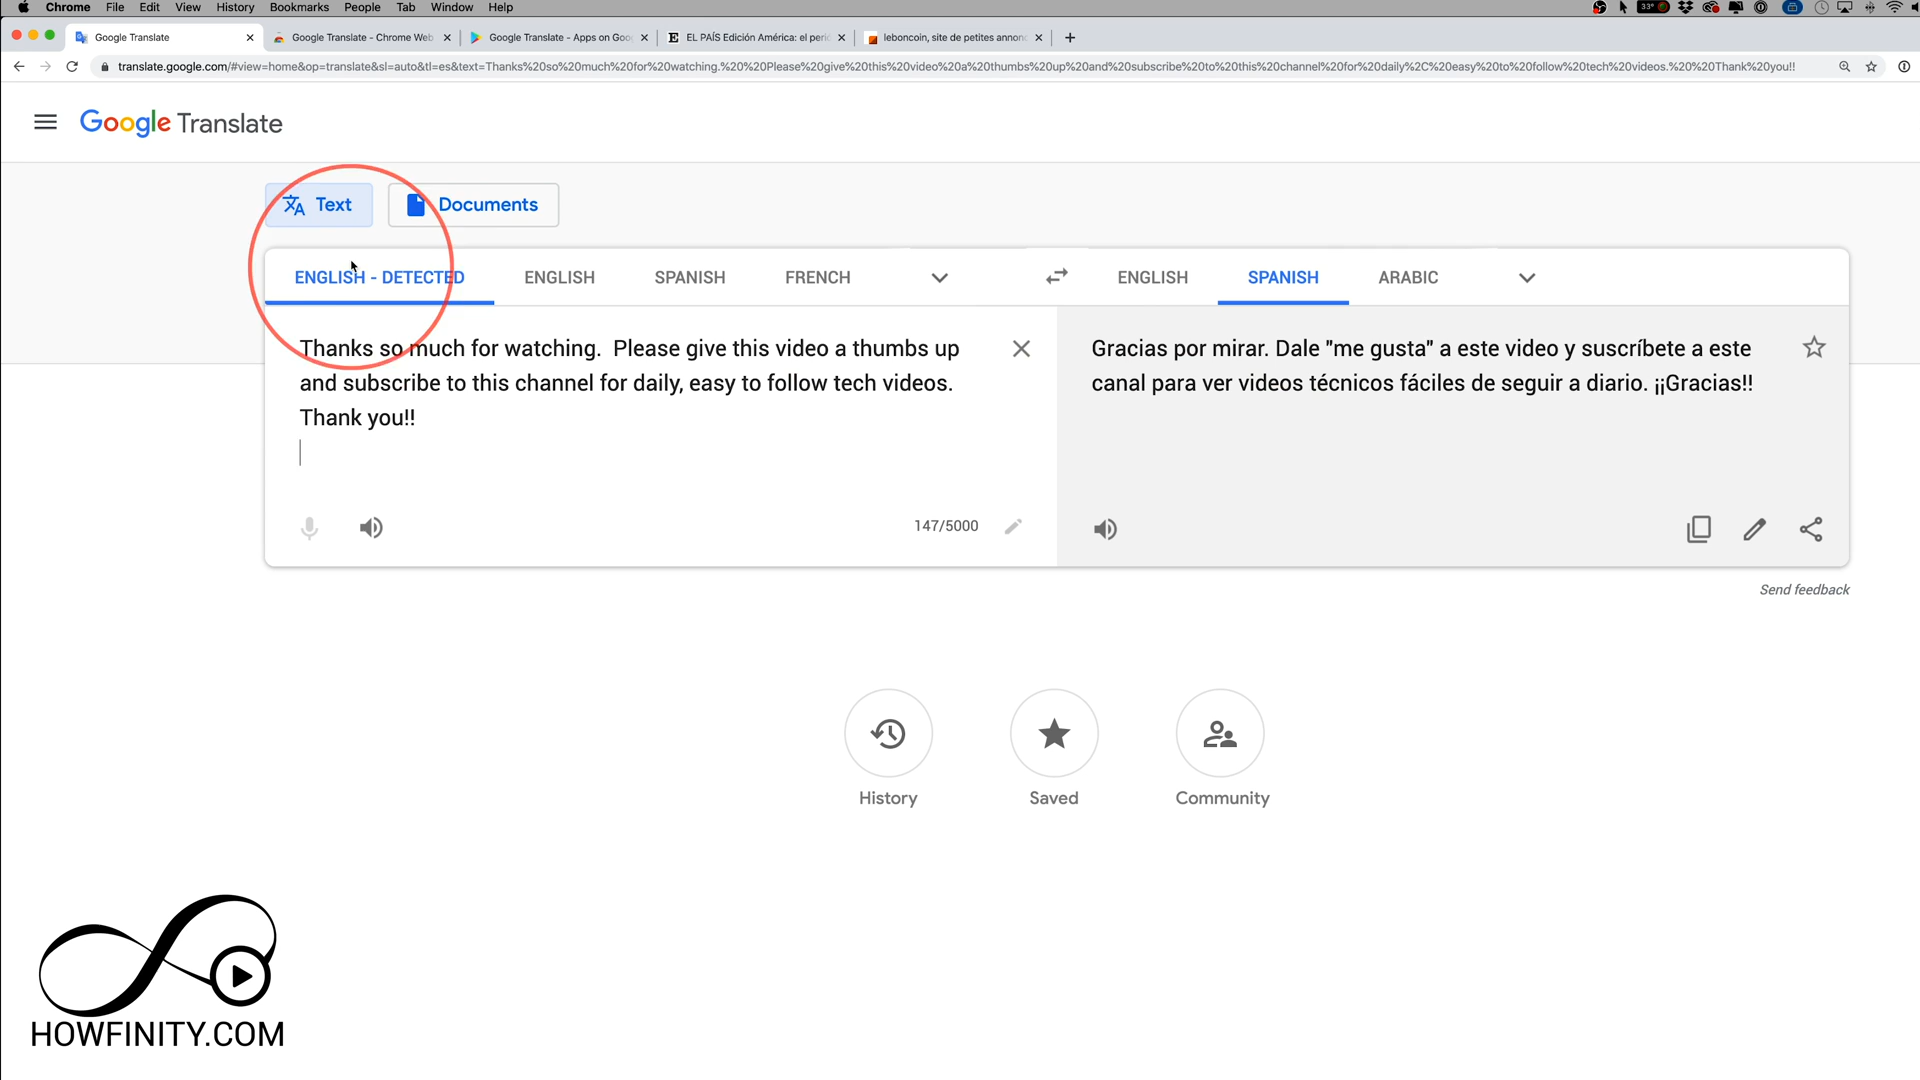 Chrome File Edit View History Bookmarks People Tab Window Help
33°
Google Translate
Google Translate - Chrome Web
Google Translate - Apps on Goo
EL PAÍS Edición América: el peri
leboncoin, site de petites annon
translate.google.com/#view=home&op=translate&sl=auto&tl=es&text=Thanks%20so%20much%20for%20watching.%20%20Please%20give%20this%20video%20a%20thumbs%20up%20and%20subscribe%20to%20this%20channel%20for%20daily%2C%20easy%20to%20follow%20tech%20videos.%20%20Thank%20you!!
Google Translate
Text
Documents
ENGLISH - DETECTED ENGLISH SPANISH FRENCH
ENGLISH SPANISH ARABIC
Thanks so much for watching. Please give this video a thumbs up
and subscribe to this channel for daily, easy to follow tech videos.
Thank you!!
147/5000
Gracias por mirar. Dale "me gusta" a este video y suscríbete a este
canal para ver videos técnicos fáciles de seguir a diario. ¡¡Gracias!!
Send feedback
History
Saved
Community
HOWFINITY.COM